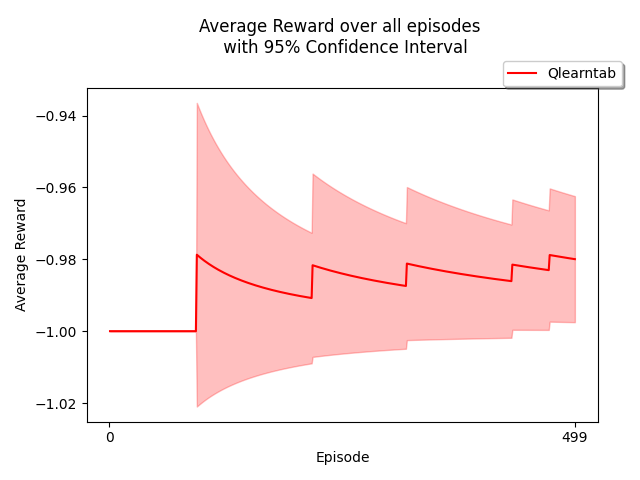 Average Reward over all episodes
with 95% Confidence Interval
Qlearntab
−0.94
−0.96
−0.98
−1.00
−1.02
Average Reward
0
499
Episode